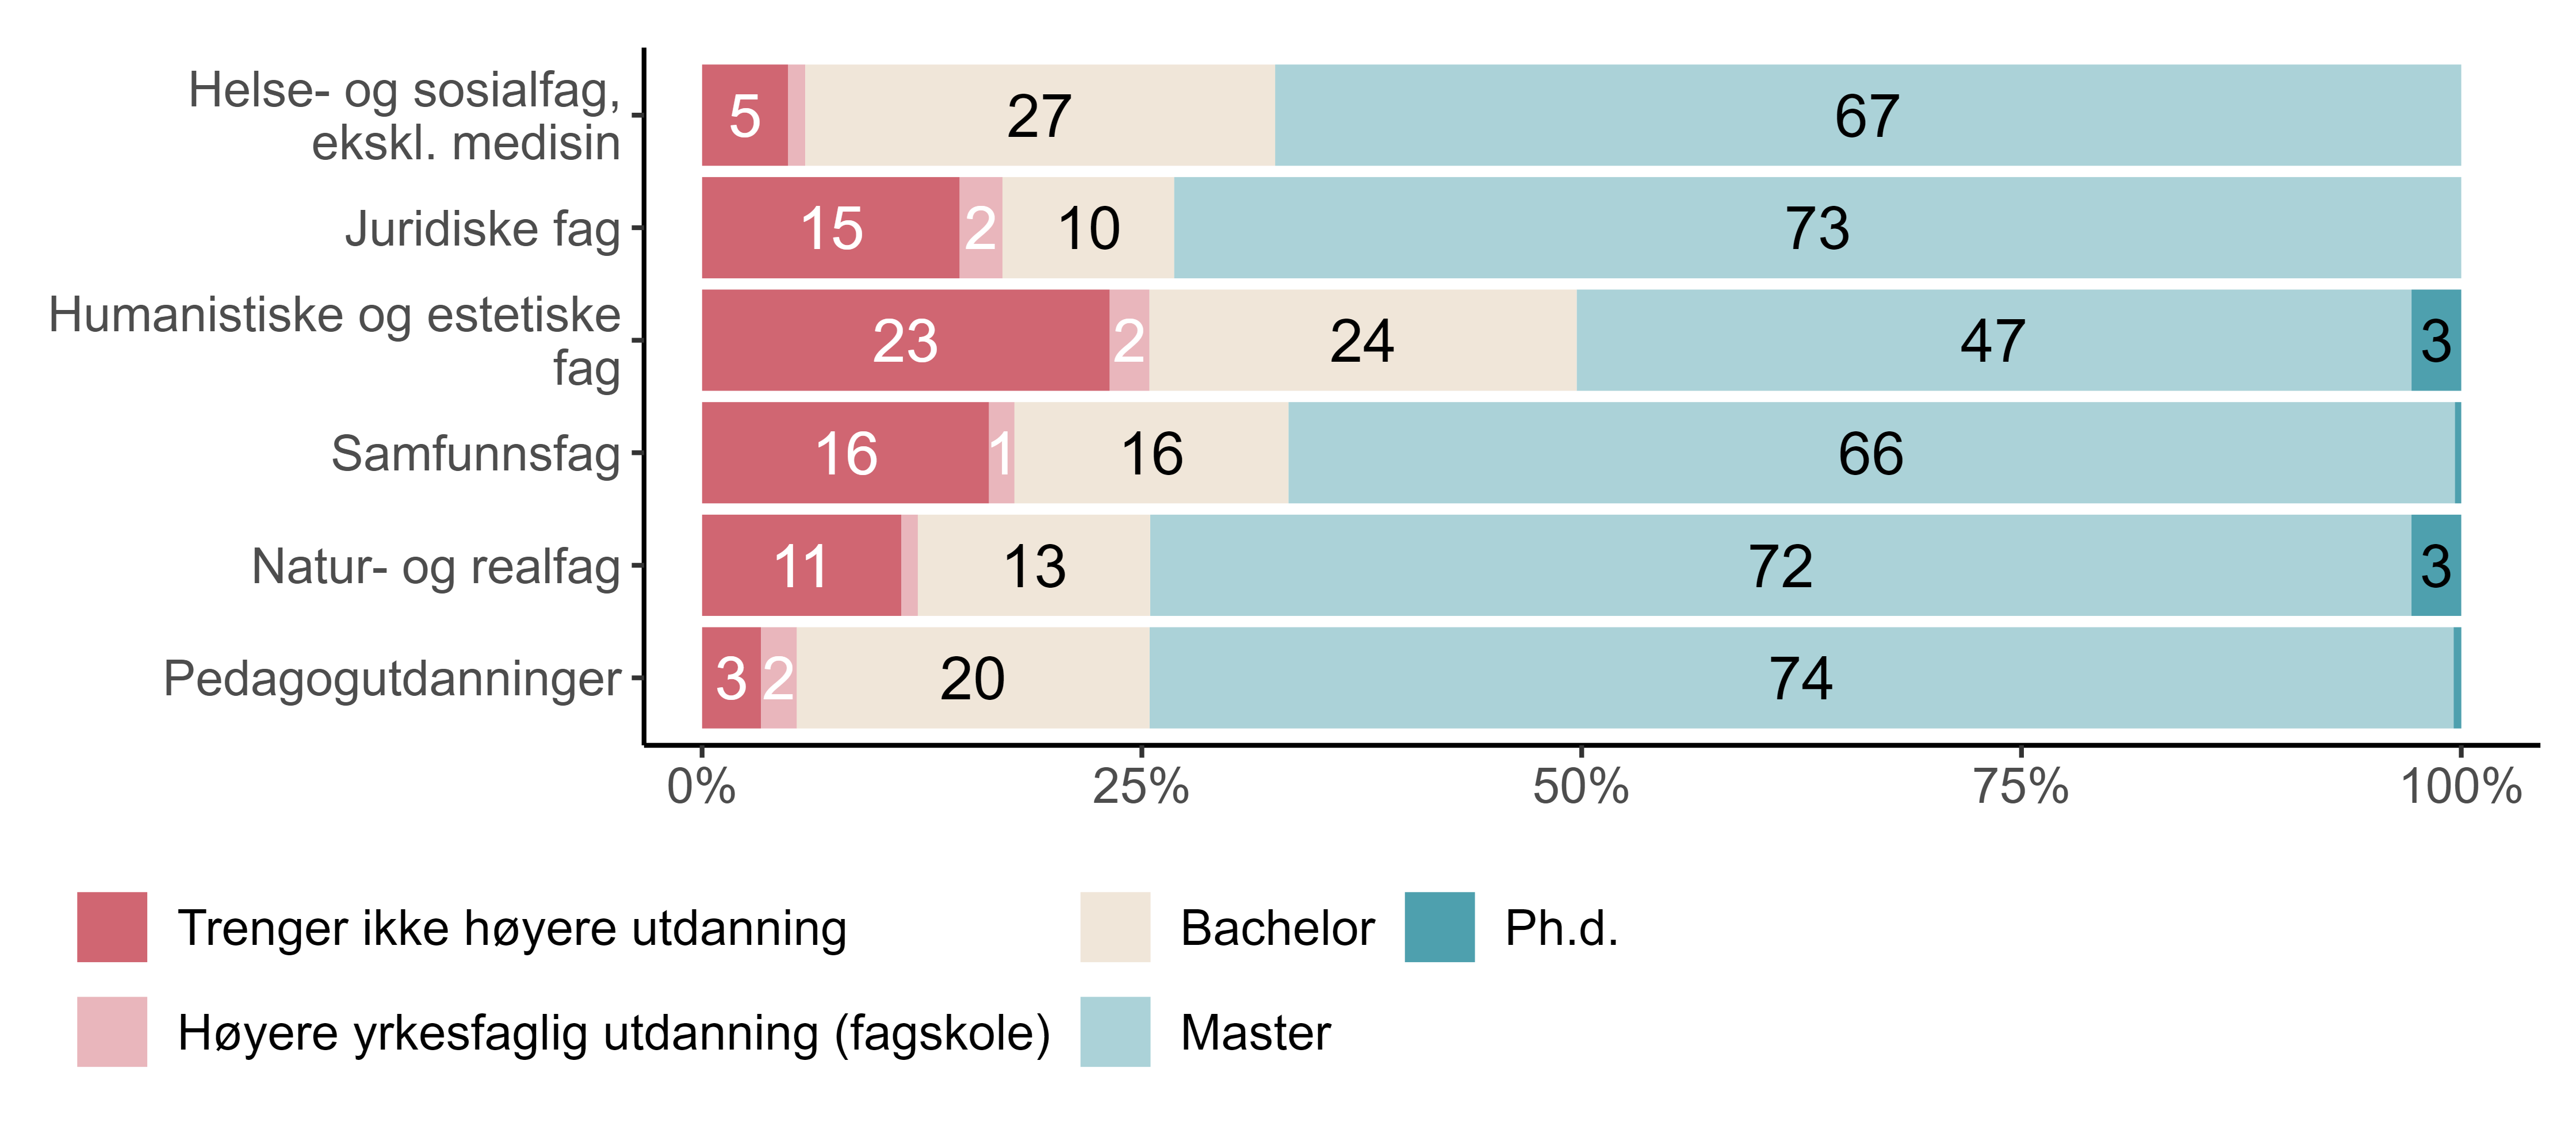 Helse- og sosialfag,
ekskl. medisin
5 27 67
Juridiske fag
15 2 10 73
Humanistiske og estetiske
fag
23 2 24 47 3
Samfunnsfag
16 1 16 66
Natur- og realfag
11 13 72 3
Pedagogutdanninger
3 2 20 74
0% 25% 50% 75% 100%
Trenger ikke høyere utdanning
Høyere yrkesfaglig utdanning (fagskole)
Bachelor
Master
Ph.d.